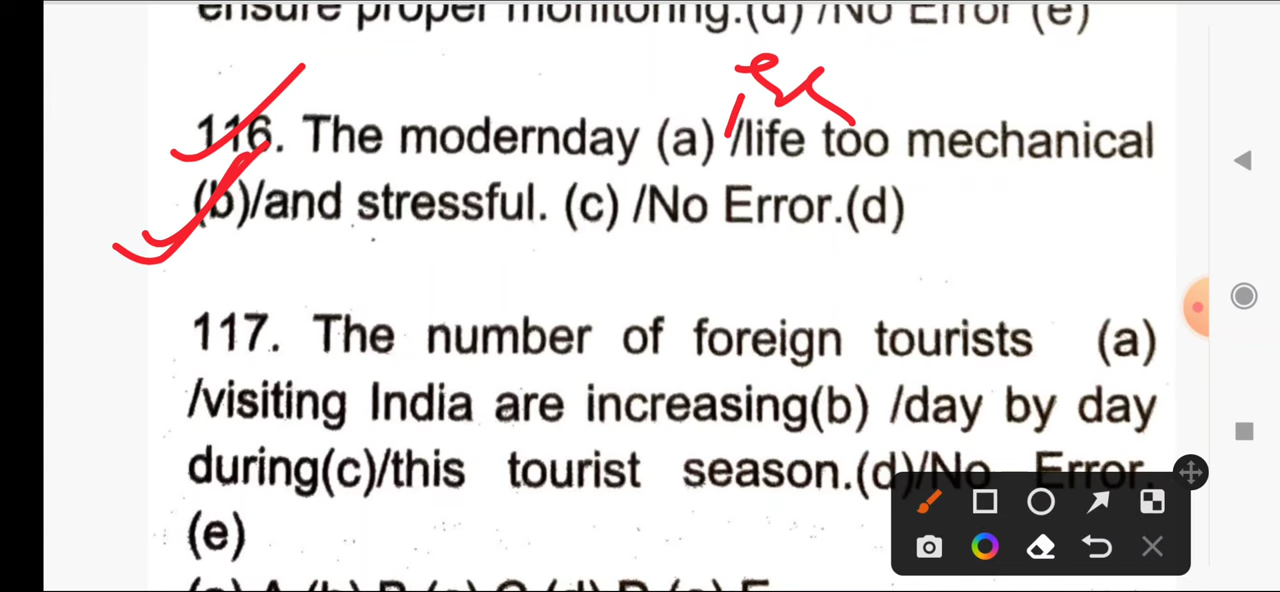 ensure proper monitoring.(d) /No Error (e)
116. The modernday (a) /life too mechanical
(b)/and stressful. (c) /No Error.(d)
117. The number of foreign tourists (a)
/visiting India are increasing(b) /day by day
during(c)/this tourist season.(d)/No Error.
(e)
(a) A (b) B (c) C (d) D (e) E